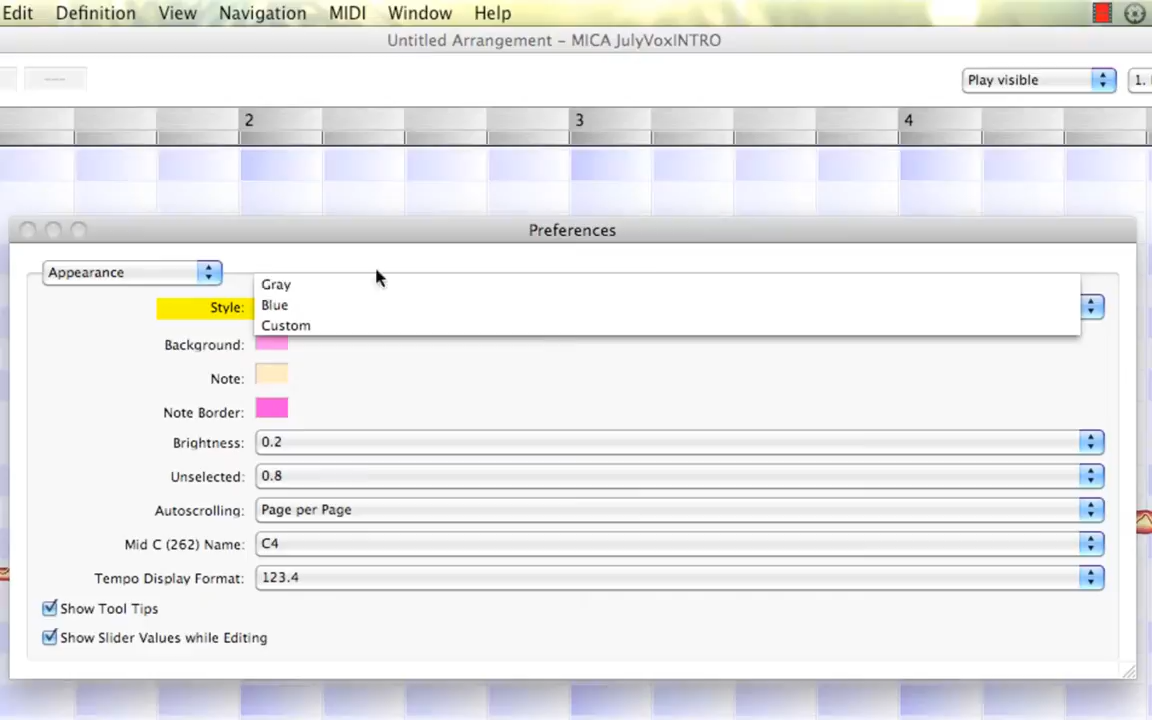 Edit Definition View Navigation MIDI Window Help
Untitled Arrangement – MICA JulyVoxINTRO
Play visible 1.
2 3 4
Preferences
Appearance
Gray
Style:
Blue
Custom
Background:
Note:
Note Border:
Brightness: 0.2
Unselected: 0.8
Autoscrolling: Page per Page
Mid C (262) Name: C4
Tempo Display Format: 123.4
Show Tool Tips
Show Slider Values while Editing